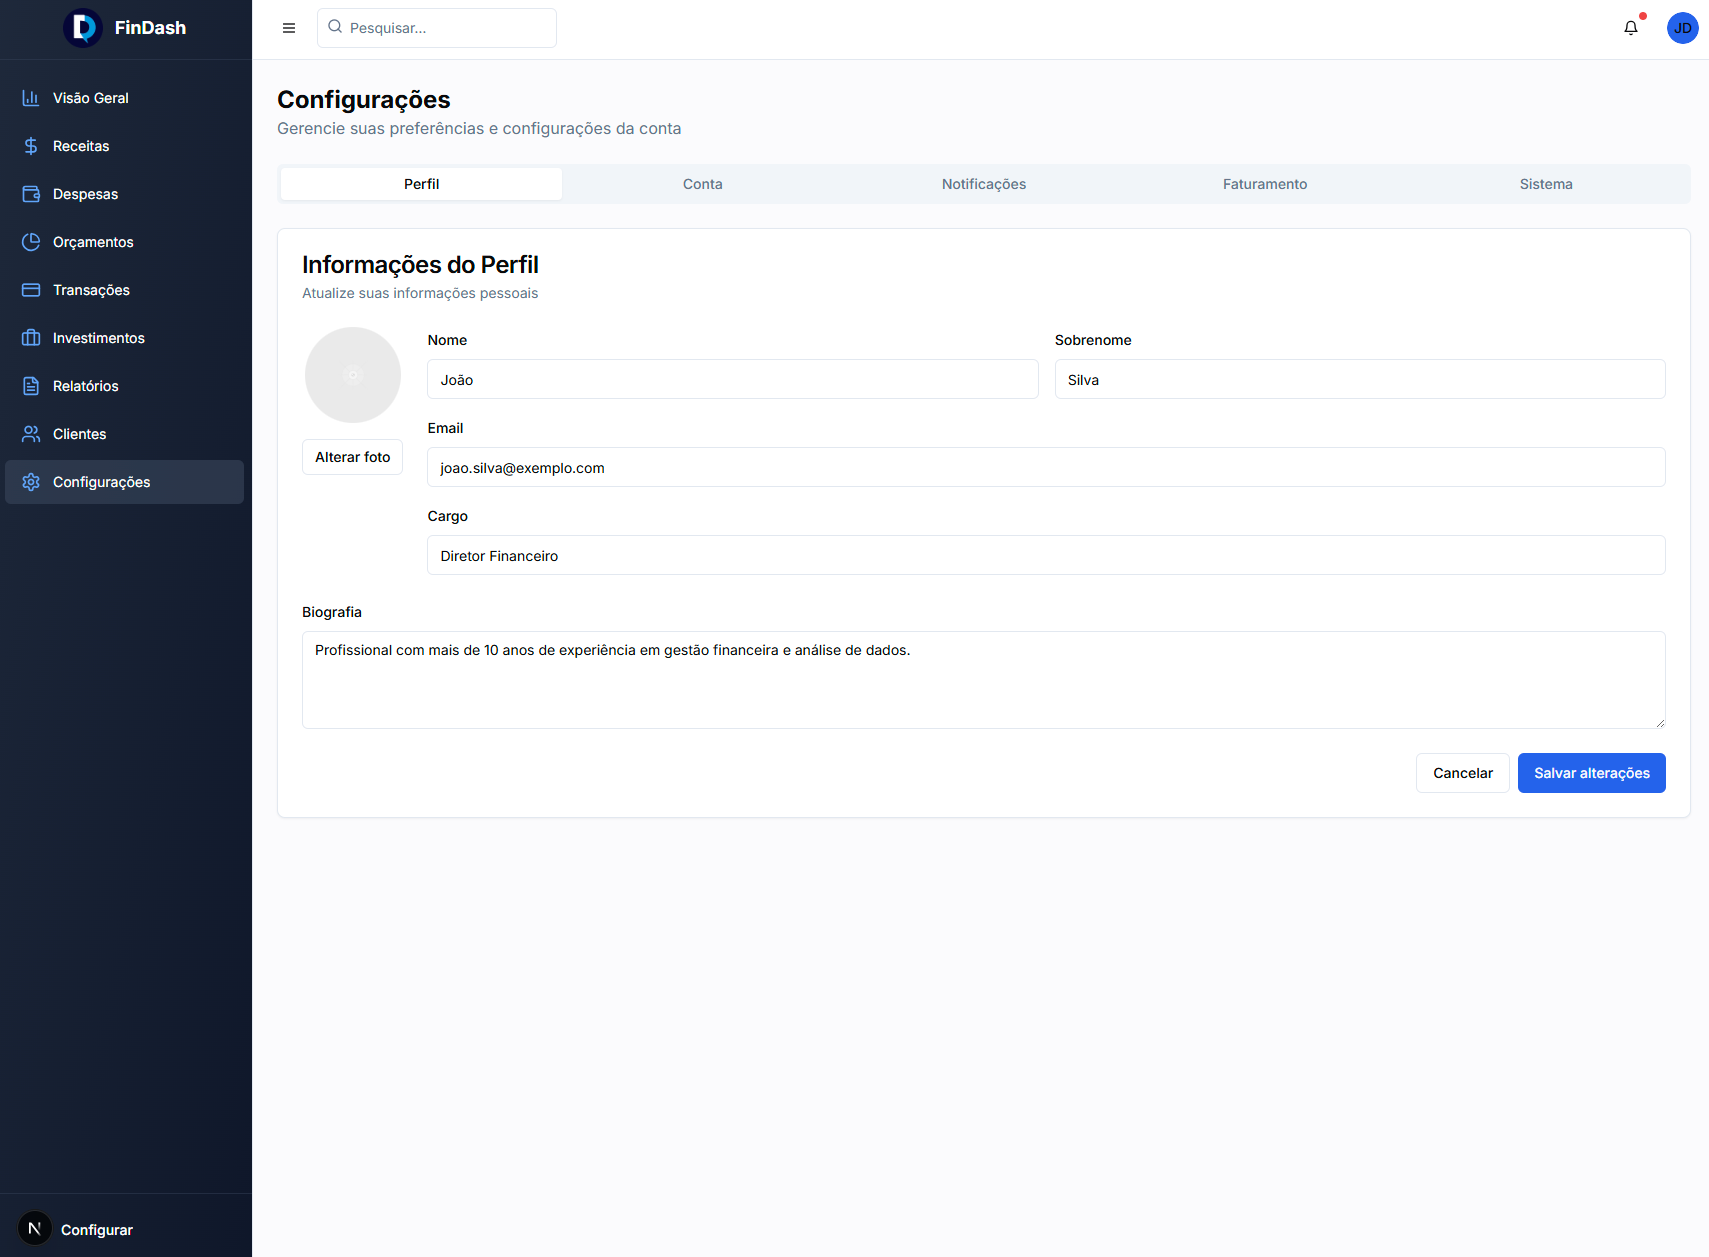 FinDash
Pesquisar...
JD
Visão Geral
Receitas
Despesas
Orçamentos
Transações
Investimentos
Relatórios
Clientes
Configurações
N
Configurar
Configurações
Gerencie suas preferências e configurações da conta
Perfil Conta Notificações Faturamento Sistema
Informações do Perfil
Atualize suas informações pessoais
Alterar foto
Nome Sobrenome
João Silva
Email
joao.silva@exemplo.com
Cargo
Diretor Financeiro
Biografia
Profissional com mais de 10 anos de experiência em gestão financeira e análise de dados.
Cancelar Salvar alterações